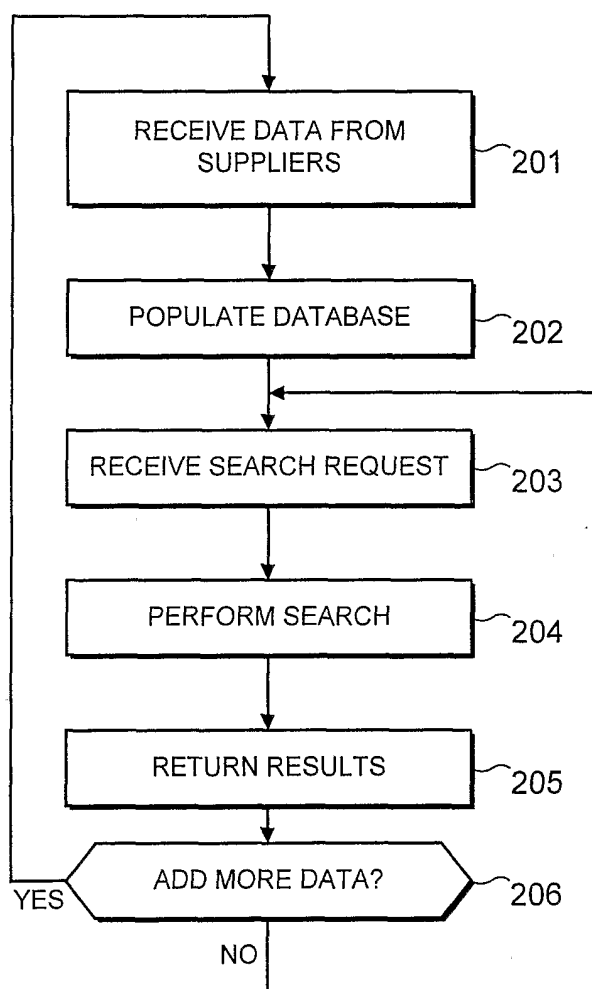 RECEIVE DATA FROM
SUPPLIERS
201
POPULATE DATABASE
202
RECEIVE SEARCH REQUEST
203
PERFORM SEARCH
204
RETURN RESULTS
205
ADD MORE DATA?
206
YES
NO